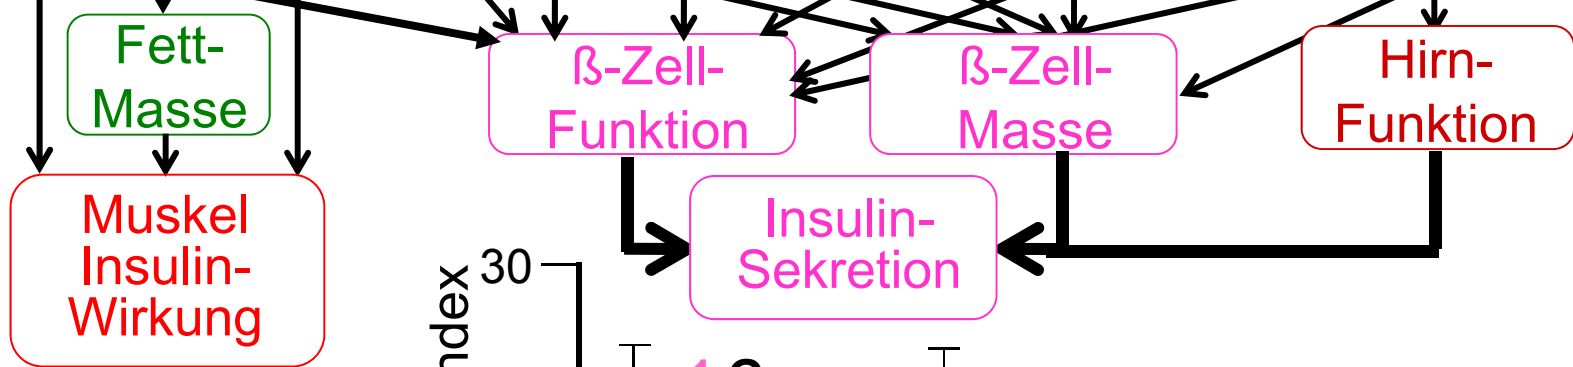 Fett-
Masse
ß-Zell-
Funktion
ß-Zell-
Masse
Hirn-
Funktion
Muskel
Insulin-
Wirkung
Insulin-
Sekretion
30